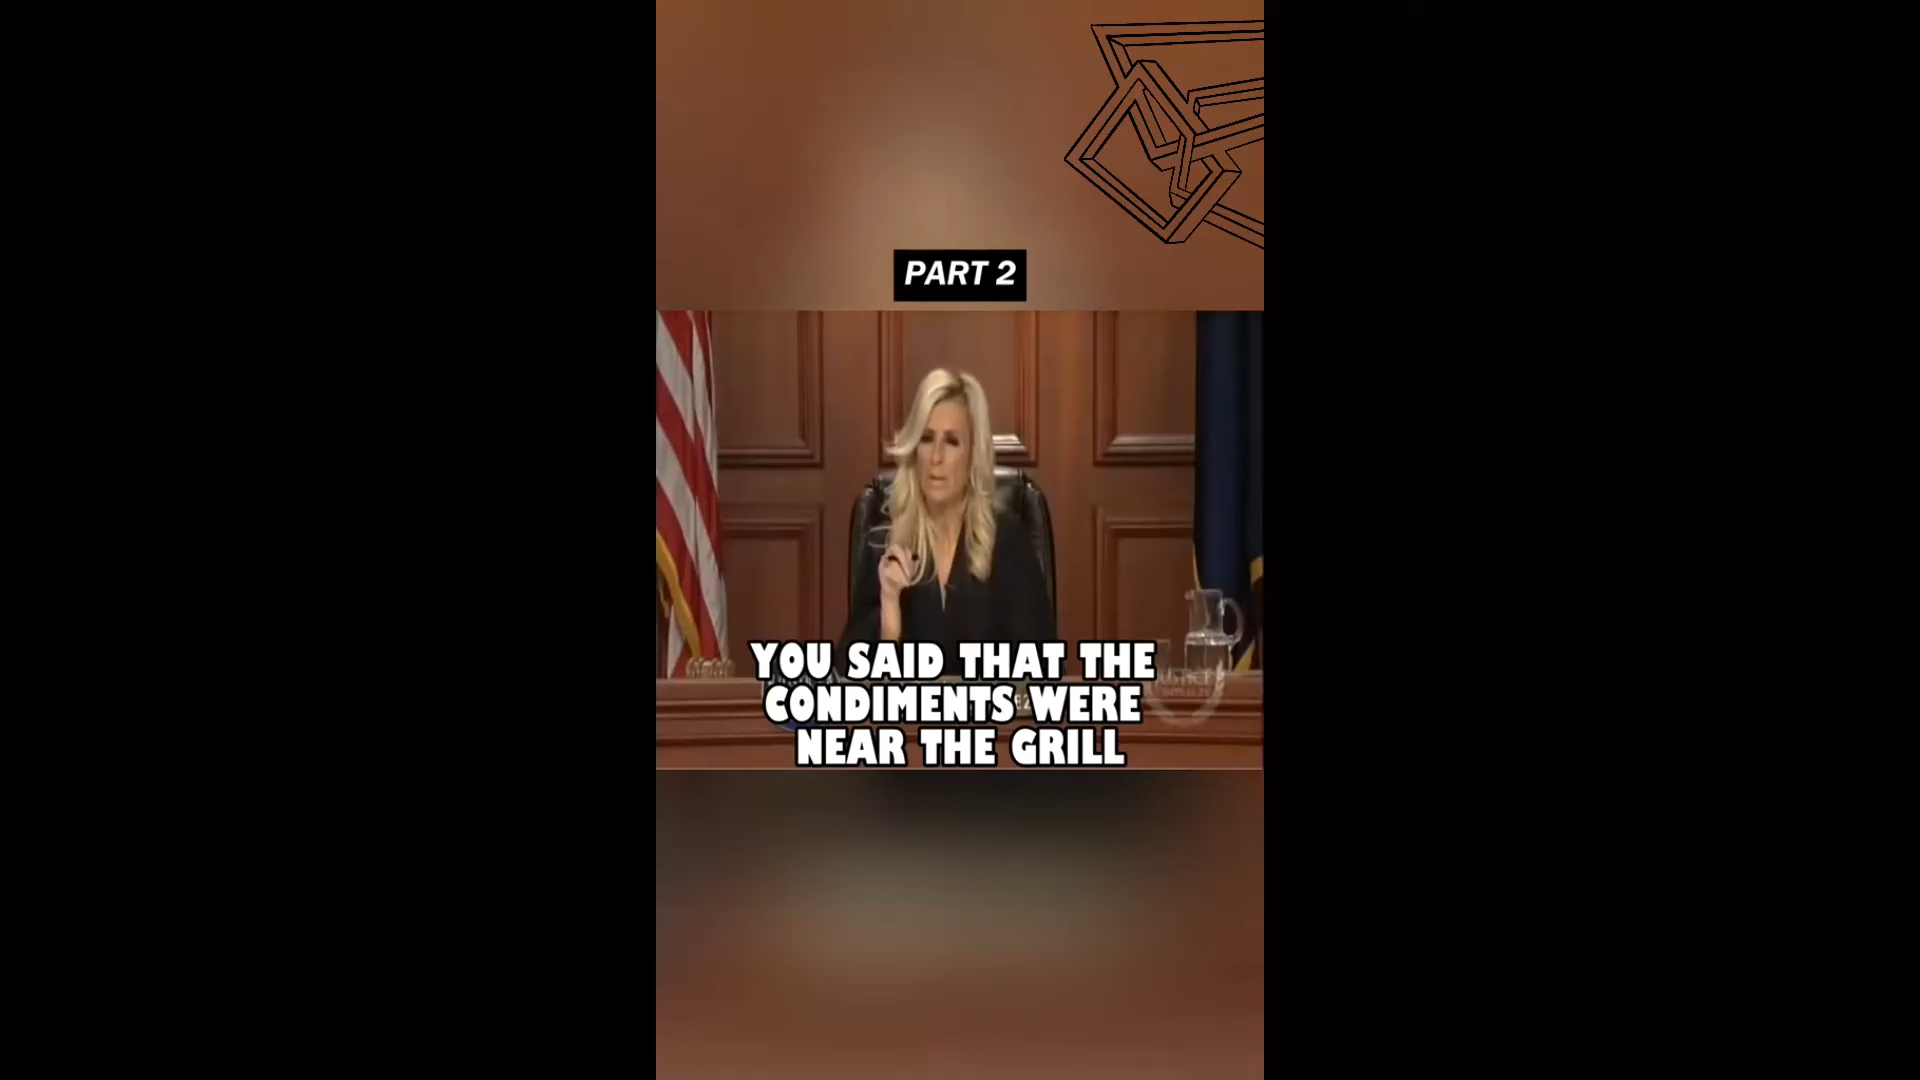 PART 2
YOU SAID THAT THE
CONDIMENTS WERE
NEAR THE GRILL